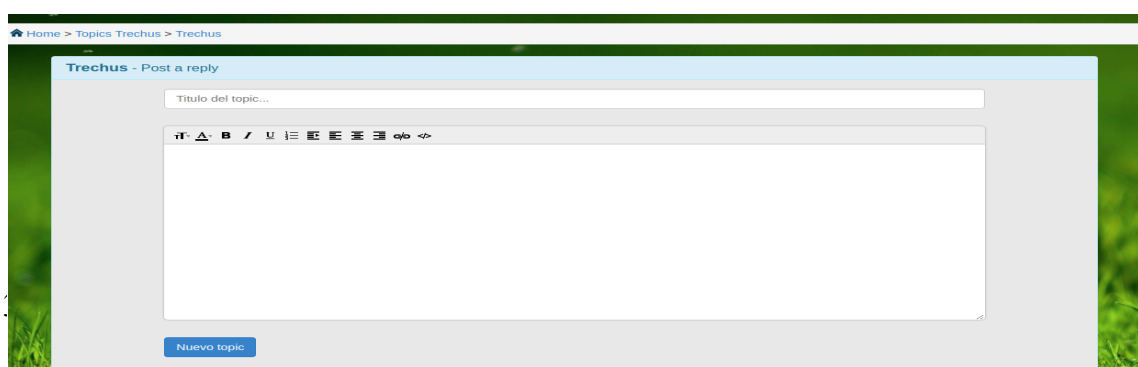 Home > Topics Trechus > Trechus
Trechus - Post a reply
Titulo del topic...
Nuevo topic